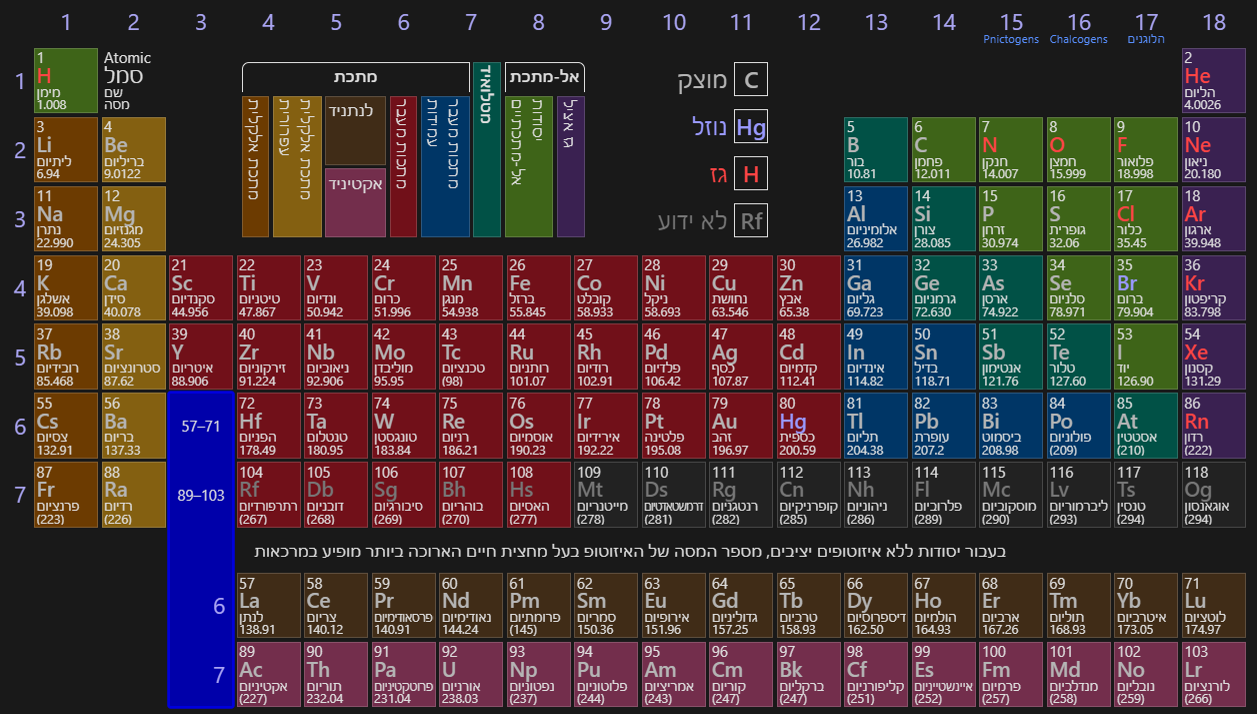 1 2 3 4 5 6 7 8 9 10 11 12 13 14 15 16 17 18
Pnictogens Chalcogens הלוגנים
1
1
H
מימן
1.008
Atomic
סמל
שם
מסה
מתכת
מטלואיד
אל-מתכת
מתכות אלקליות
מתכות אלקליות עפרוריות
לנתניד
אקטיניד
מתכות מעבר
מתכות מעבר עמידות
יסודות אל-מתכתיים
גז אציל
מוצק C
נוזל Hg
גז H
לא ידוע Rf
2
He
הליום
4.0026
2
3
Li
ליתיום
6.94
4
Be
בריליום
9.0122
5
B
בור
10.81
6
C
פחמן
12.011
7
N
חנקן
14.007
8
O
חמצן
15.999
9
F
פלואור
18.998
10
Ne
ניאון
20.180
3
11
Na
נתרן
22.990
12
Mg
מגנזיום
24.305
13
Al
אלומיניום
26.982
14
Si
צורן
28.085
15
P
זרחן
30.974
16
S
גופרית
32.06
17
Cl
כלור
35.45
18
Ar
ארגון
39.948
4
19
K
אשלגן
39.098
20
Ca
סידן
40.078
21
Sc
סקנדיום
44.956
22
Ti
טיטניום
47.867
23
V
ונדיום
50.942
24
Cr
כרום
51.996
25
Mn
מנגן
54.938
26
Fe
ברזל
55.845
27
Co
קובלט
58.933
28
Ni
ניקל
58.693
29
Cu
נחושת
63.546
30
Zn
אבץ
65.38
31
Ga
גליום
69.723
32
Ge
גרמניום
72.630
33
As
ארסן
74.922
34
Se
סלניום
78.971
35
Br
ברום
79.904
36
Kr
קריפטון
83.798
5
37
Rb
רובידיום
85.468
38
Sr
סטרונציום
87.62
39
Y
איטריום
88.906
40
Zr
זירקוניום
91.224
41
Nb
ניאוביום
92.906
42
Mo
מוליבדן
95.95
43
Tc
טכנציום
(98)
44
Ru
רותניום
101.07
45
Rh
רודיום
102.91
46
Pd
פלדיום
106.42
47
Ag
כסף
107.87
48
Cd
קדמיום
112.41
49
In
אינדיום
114.82
50
Sn
בדיל
118.71
51
Sb
אנטימון
121.76
52
Te
טלור
127.60
53
I
יוד
126.90
54
Xe
קסנון
131.29
6
55
Cs
צסיום
132.91
56
Ba
בריום
137.33
57–71
72
Hf
הפניום
178.49
73
Ta
טנטלום
180.95
74
W
טונגסטן
183.84
75
Re
רניום
186.21
76
Os
אוסמיום
190.23
77
Ir
אירידיום
192.22
78
Pt
פלטינה
195.08
79
Au
זהב
196.97
80
Hg
כספית
200.59
81
Tl
תליום
204.38
82
Pb
עופרת
207.2
83
Bi
ביסמוט
208.98
84
Po
פולוניום
(209)
85
At
אסטטין
(210)
86
Rn
רדון
(222)
7
87
Fr
פרנציום
(223)
88
Ra
רדיום
(226)
89–103
104
Rf
רתרפורדיום
(267)
105
Db
דובניום
(268)
106
Sg
סיבורגיום
(269)
107
Bh
בוהריום
(270)
108
Hs
האסיום
(277)
109
Mt
מייטנריום
(278)
110
Ds
דרמשטאדטיום
(281)
111
Rg
רנטגניום
(282)
112
Cn
קופרניקיום
(285)
113
Nh
ניהוניום
(286)
114
Fl
פלרוביום
(289)
115
Mc
מוסקוביום
(290)
116
Lv
ליברמוריום
(293)
117
Ts
טנסין
(294)
118
Og
אוגאנסון
(294)
בעבור יסודות ללא איזוטופים יציבים, מספר המסה של האיזוטופ בעל מחצית חיים הארוכה ביותר מופיע במרכאות
6
57
La
לנתן
138.91
58
Ce
צריום
140.12
59
Pr
פרסאודימיום
140.91
60
Nd
נאודימיום
144.24
61
Pm
פרומתיום
(145)
62
Sm
סמריום
150.36
63
Eu
אירופיום
151.96
64
Gd
גדוליניום
157.25
65
Tb
טרביום
158.93
66
Dy
דיספרוסיום
162.50
67
Ho
הולמיום
164.93
68
Er
ארביום
167.26
69
Tm
תוליום
168.93
70
Yb
איטרביום
173.05
71
Lu
לוטציום
174.97
7
89
Ac
אקטיניום
(227)
90
Th
תוריום
232.04
91
Pa
פרוטקטיניום
231.04
92
U
אורניום
238.03
93
Np
נפטוניום
(237)
94
Pu
פלוטוניום
(244)
95
Am
אמריציום
(243)
96
Cm
קוריום
(247)
97
Bk
ברקליום
(247)
98
Cf
קליפורניום
(251)
99
Es
איינשטייניום
(252)
100
Fm
פרמיום
(257)
101
Md
מנדלביום
(258)
102
No
נובליום
(259)
103
Lr
לורנציום
(266)